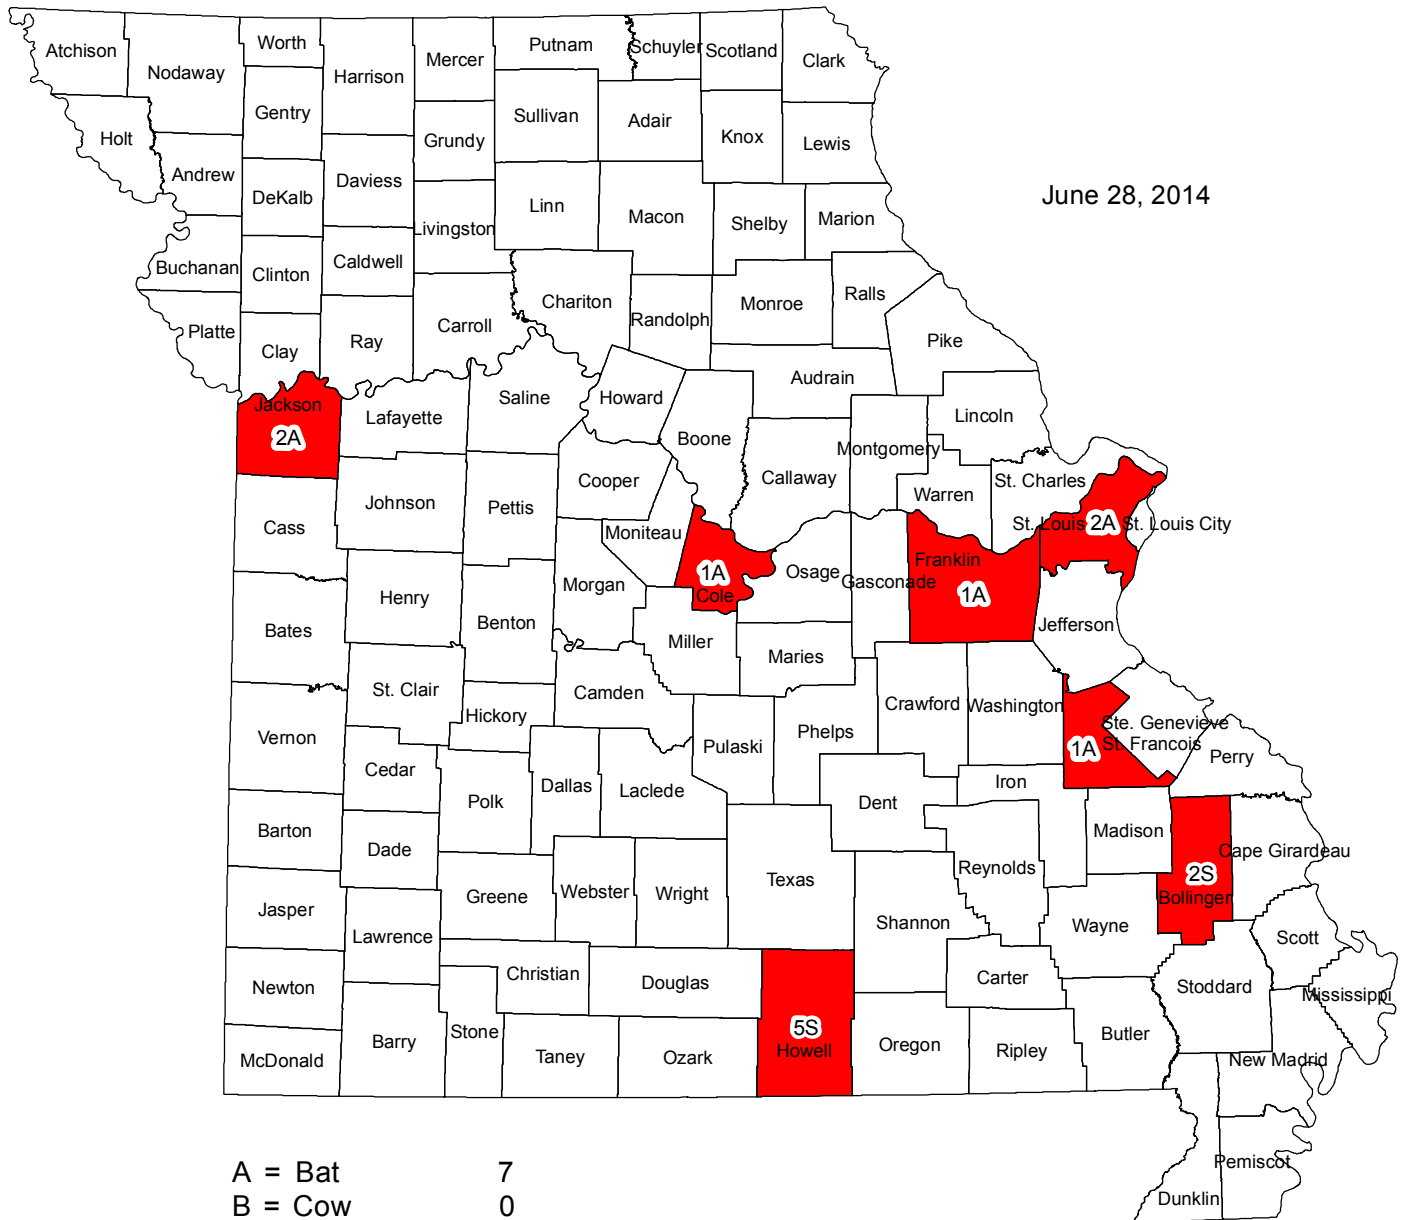 Atchison
Nodaway
Worth
Harrison
Mercer
Putnam
Schuyler
Scotland
Clark
Gentry
Sullivan
Adair
Knox
Lewis
Holt
Andrew
DeKalb
Daviess
Grundy
Livingston
Linn
Macon
Shelby
Marion
June 28, 2014
Buchanan
Clinton
Caldwell
Chariton
Randolph
Monroe
Ralls
Platte
Clay
Ray
Carroll
Pike
Audrain
Jackson
2A
Lafayette
Saline
Howard
Boone
Lincoln
Montgomery
Callaway
Cooper
Warren
St. Charles
Johnson
Pettis
Cass
Moniteau
St. Louis
2A
St. Louis City
Franklin
1A
Osage
Gasconade
1A
Cole
Morgan
Henry
Benton
Bates
Miller
Maries
Jefferson
St. Clair
Camden
Hickory
Crawford
Washington
Ste. Genevieve
St. Francois
1A
Perry
Vernon
Pulaski
Phelps
Cedar
Polk
Dallas
Laclede
Dent
Iron
Barton
Dade
Madison
Cape Girardeau
Texas
Reynolds
2S
Bollinger
Greene
Webster
Wright
Jasper
Lawrence
Shannon
Wayne
Scott
Christian
Douglas
Carter
Stoddard
Mississippi
Newton
Stone
5S
Howell
Oregon
Ripley
Butler
Barry
Taney
Ozark
McDonald
New Madrid
Pemiscot
Dunklin
A = Bat 7
B = Cow 0